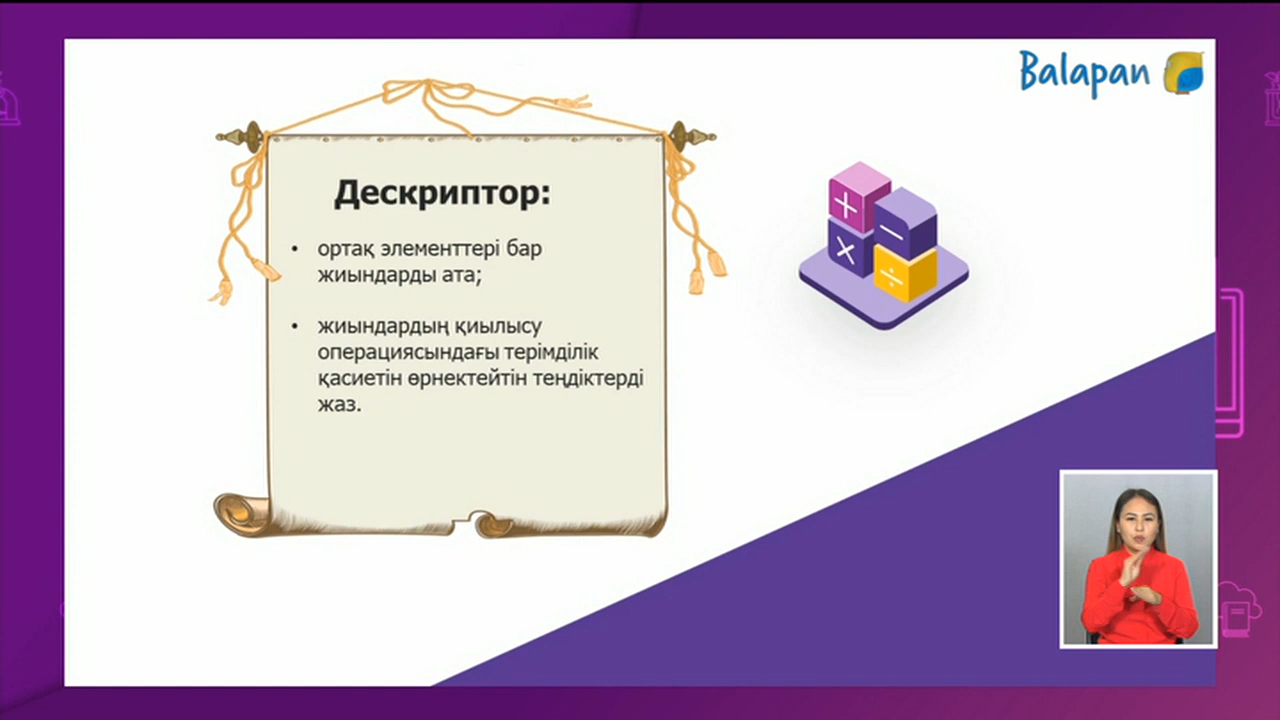 Balapan
Дескриптор:
• ортақ элементтері бар
жиындарды ата;
• жиындардың қиылысу
операциясындағы терімділік
қасиетін өрнектейтін теңдіктерді
жаз.